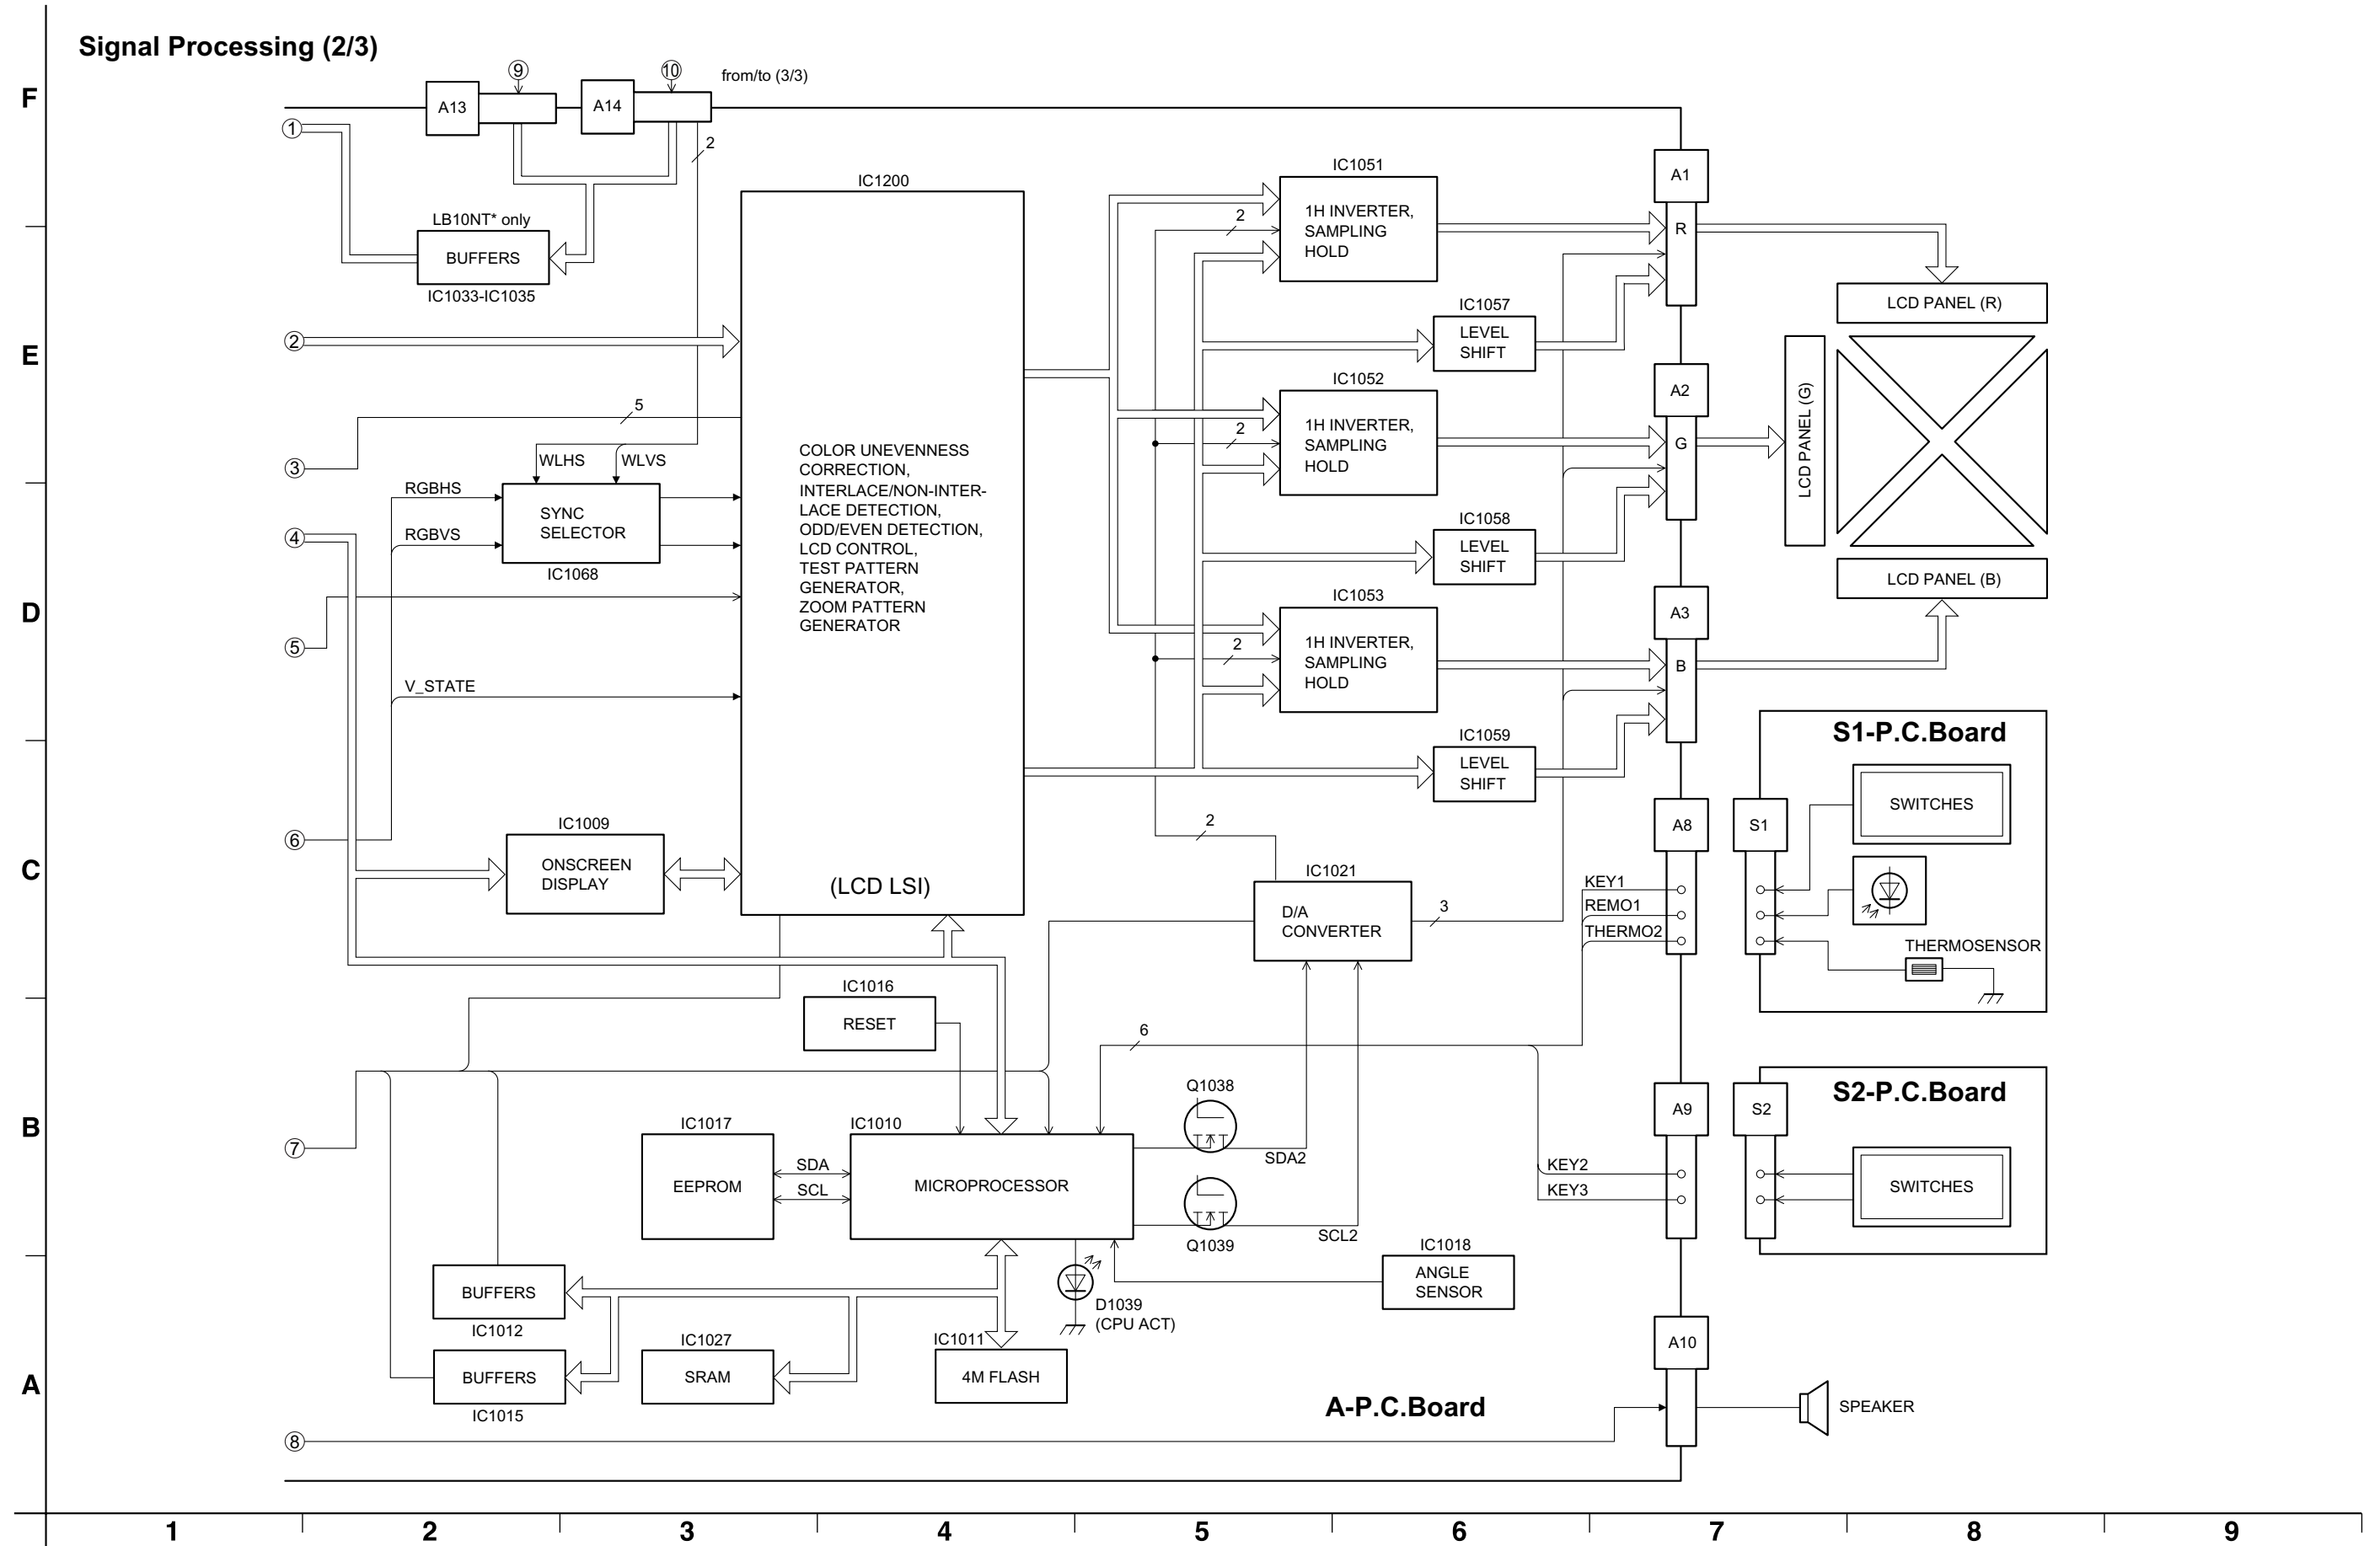 Signal Processing (2/3)
F
E
D
C
B
A
1
2
3
4
5
6
7
8
9
from/to (3/3)
A13
⑨
A14
⑩
2
①
LB10NT* only
BUFFERS
IC1033-IC1035
②
5
③
WLHS
WLVS
RGBHS
RGBVS
SYNC
SELECTOR
IC1068
④
⑤
V_STATE
⑥
IC1009
ONSCREEN
DISPLAY
IC1200
COLOR UNEVENNESS
CORRECTION,
INTERLACE/NON-INTER-
LACE DETECTION,
ODD/EVEN DETECTION,
LCD CONTROL,
TEST PATTERN
GENERATOR,
ZOOM PATTERN
GENERATOR
(LCD LSI)
IC1051
1H INVERTER,
SAMPLING
HOLD
2
IC1057
LEVEL
SHIFT
IC1052
1H INVERTER,
SAMPLING
HOLD
2
IC1058
LEVEL
SHIFT
IC1053
1H INVERTER,
SAMPLING
HOLD
2
IC1059
LEVEL
SHIFT
2
IC1021
D/A
CONVERTER
3
A1
R
A2
G
A3
B
LCD PANEL (R)
LCD PANEL (G)
LCD PANEL (B)
A8
KEY1
REMO1
THERMO2
S1-P.C.Board
S1
SWITCHES
THERMOSENSOR
IC1016
RESET
6
⑦
IC1017
EEPROM
SDA
SCL
IC1010
MICROPROCESSOR
Q1038
SDA2
Q1039
SCL2
A9
KEY2
KEY3
S2-P.C.Board
S2
SWITCHES
IC1018
ANGLE
SENSOR
D1039
(CPU ACT)
BUFFERS
IC1012
BUFFERS
IC1015
IC1027
SRAM
IC1011
4M FLASH
A-P.C.Board
A10
SPEAKER
⑧